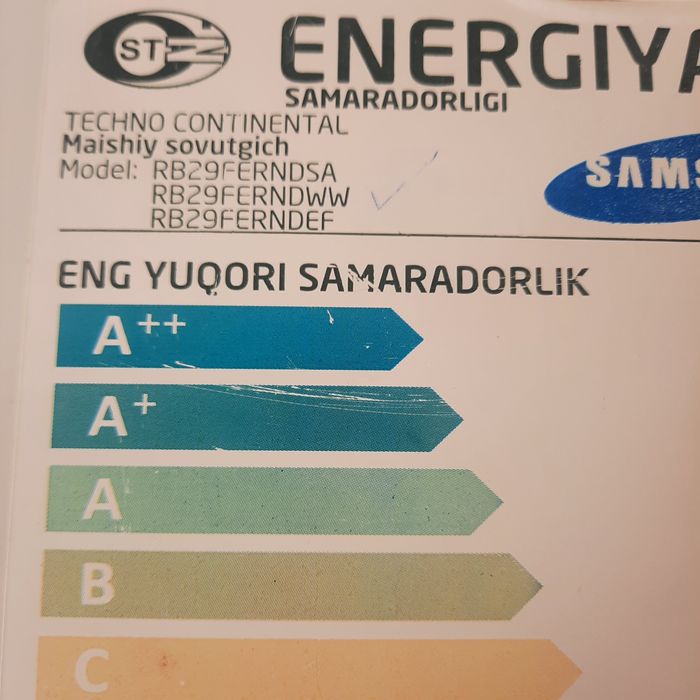 ST
ENERGIYA
SAMARADORLIGI
TECHNO CONTINENTAL
Maishiy sovutgich
Model: RB29FERNDSA
RB29FERNDWW
RB29FERNDEF
SAMS
ENG YUQORI SAMARADORLIK
A++
A+
A
B
C